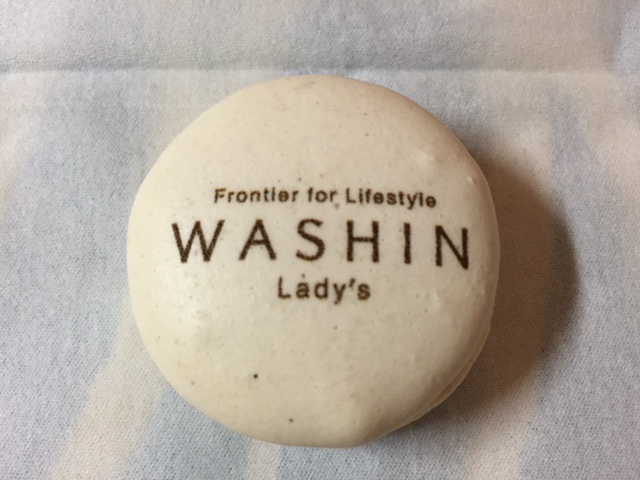 Frontier for Lifestyle
WASHIN
Lady's